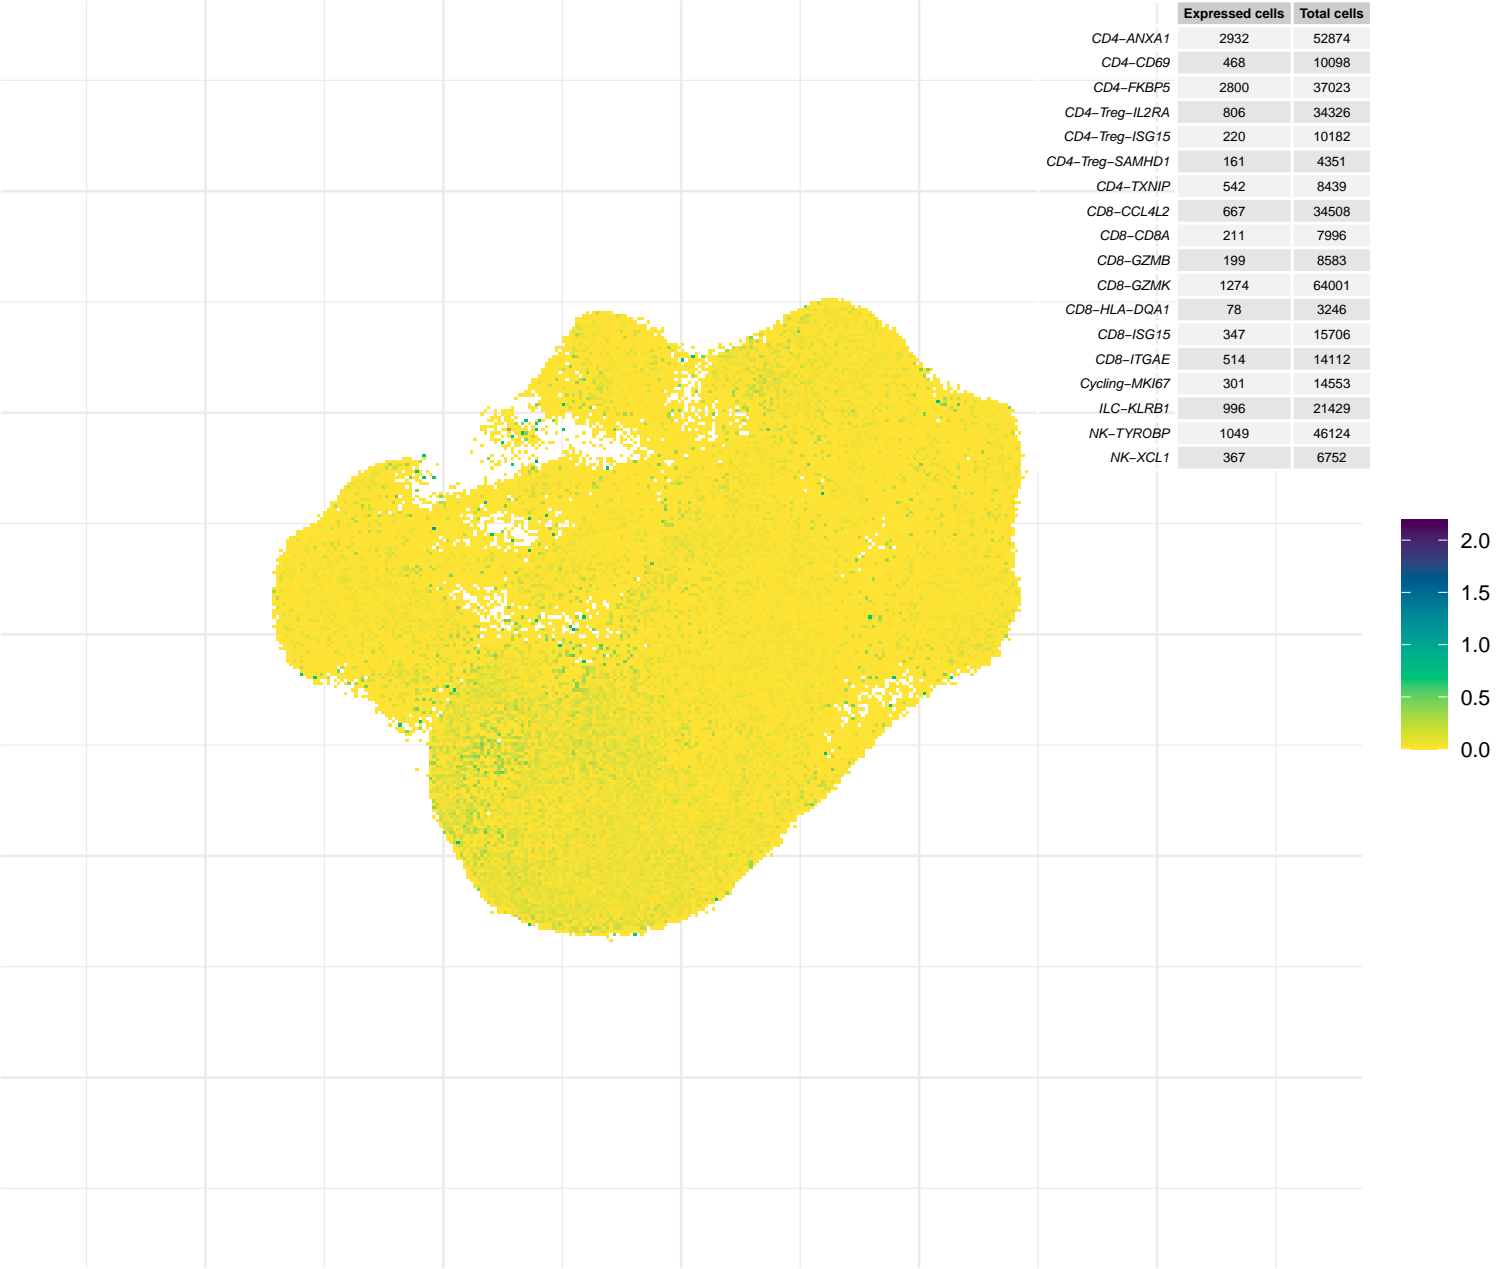 Expressed cells Total cells
CD4−ANXA1 2932 52874
CD4−CD69 468 10098
CD4−FKBP5 2800 37023
CD4−Treg−IL2RA 806 34326
CD4−Treg−ISG15 220 10182
CD4−Treg−SAMHD1 161 4351
CD4−TXNIP 542 8439
CD8−CCL4L2 667 34508
CD8−CD8A 211 7996
CD8−GZMB 199 8583
CD8−GZMK 1274 64001
CD8−HLA−DQA1 78 3246
CD8−ISG15 347 15706
CD8−ITGAE 514 14112
Cycling−MKI67 301 14553
ILC−KLRB1 996 21429
NK−TYROBP 1049 46124
NK−XCL1 367 6752
2.0
1.5
1.0
0.5
0.0